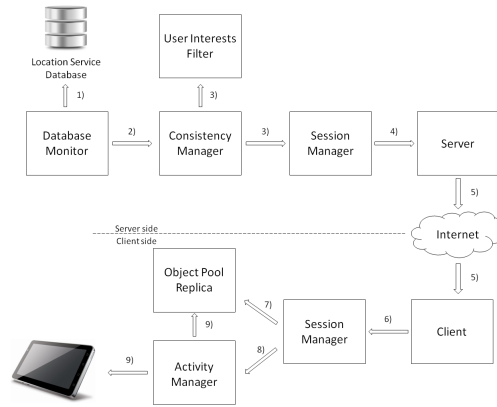 Location Service
Database
User Interests
Filter
1)
3)
Database
Monitor
2)
Consistency
Manager
3)
Session
Manager
4)
Server
5)
Server side
Client side
Internet
Object Pool
Replica
5)
7)
Session
Manager
6)
Client
9)
8)
9)
Activity
Manager